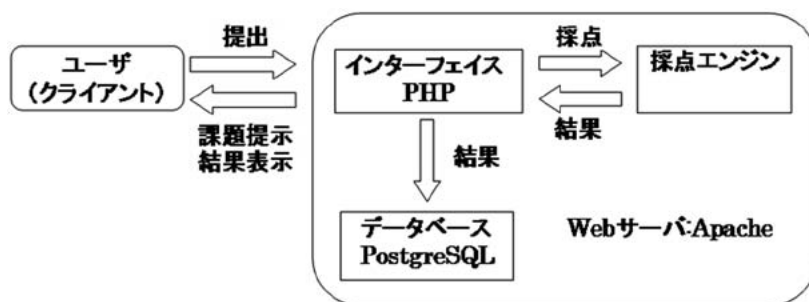 提出
ユーザ
(クライアント)
課題提示
結果表示
インターフェイス
PHP
採点
採点エンジン
結果
結果
データベース
PostgreSQL
Webサーバ:Apache